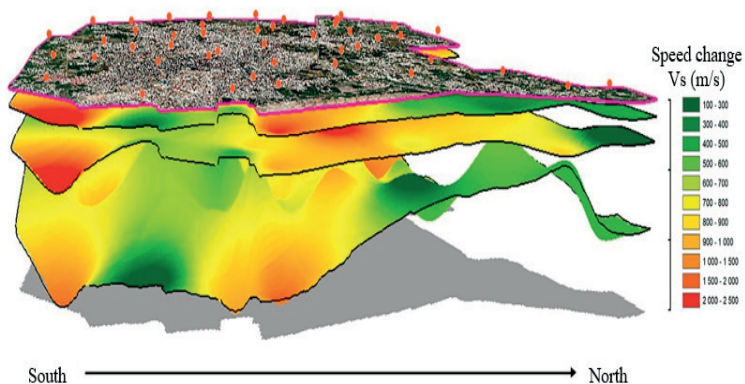 Speed change
Vs (m/s)
100 - 300
300 - 400
400 - 500
500 - 600
600 - 700
700 - 800
800 - 900
900 - 1 000
1 000 - 1 500
1 500 - 2 000
2 000 - 2 500
South
North